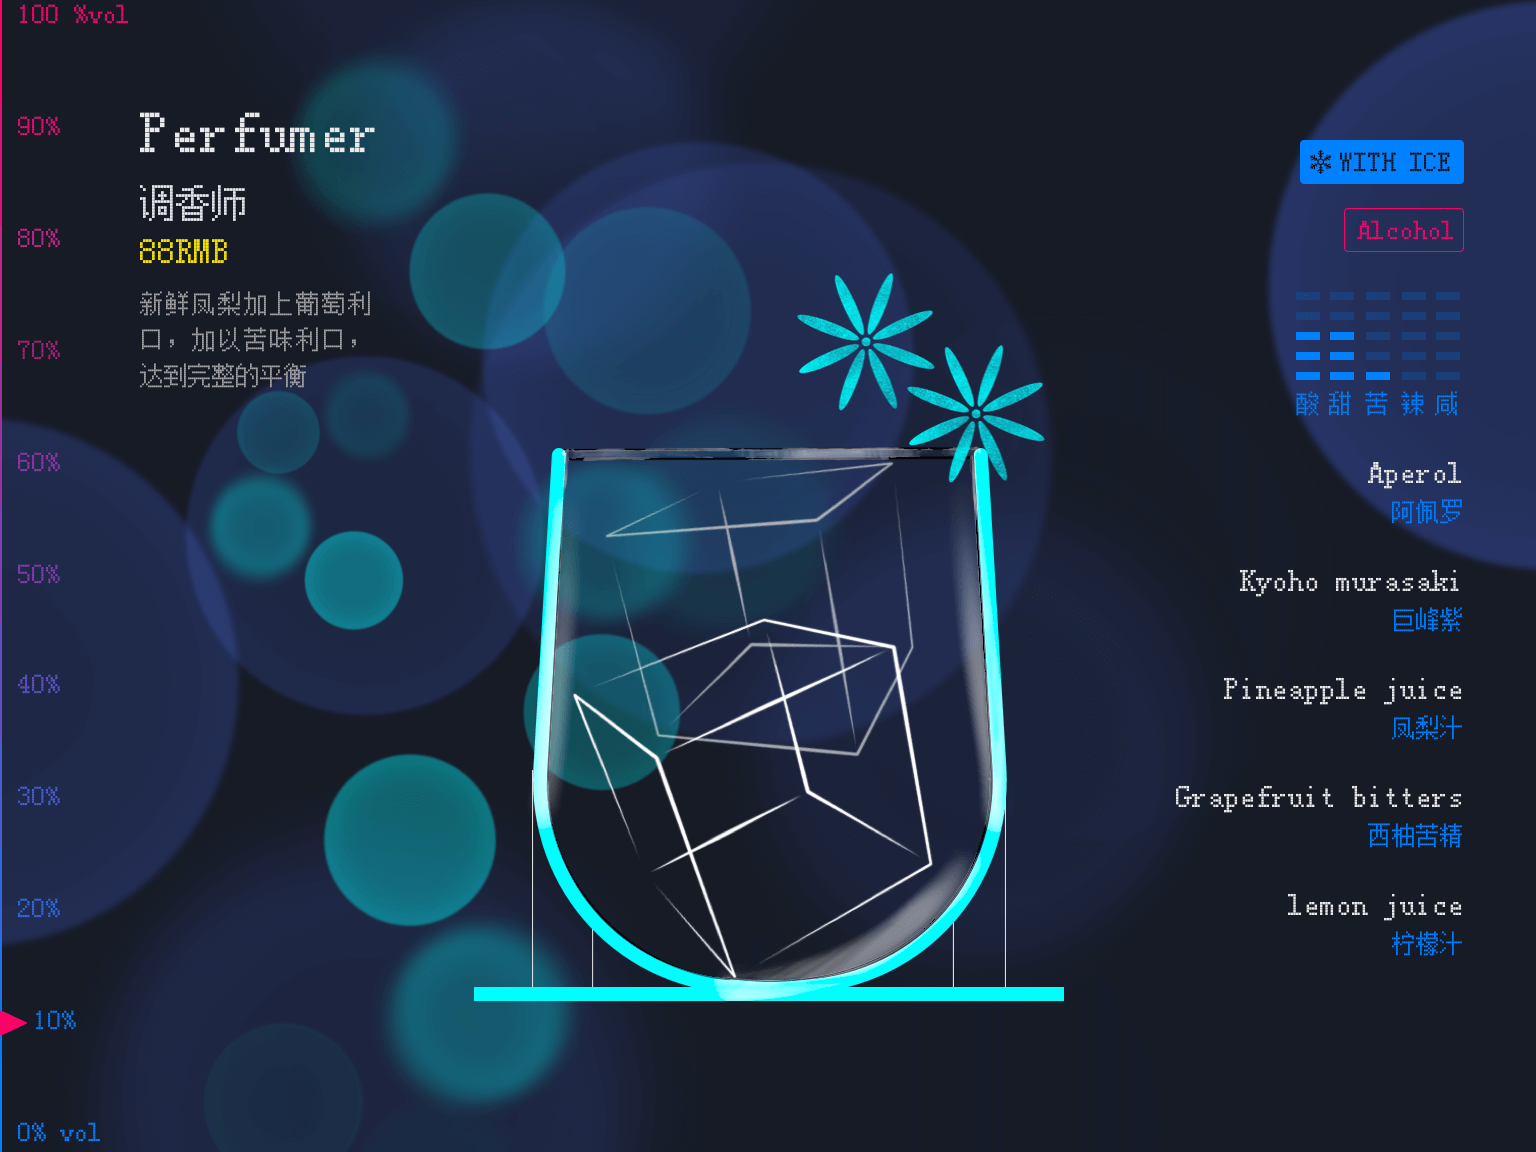 100 %vol
90%
80%
70%
60%
50%
40%
30%
20%
10%
0% vol
Perfumer
调香师
88RMB
新鲜凤梨加上葡萄利
口，加以苦味利口，
达到完整的平衡
WITH ICE
Alcohol
酸 甜 苦 辣 咸
Aperol
阿佩罗
Kyoho murasaki
巨峰紫
Pineapple juice
凤梨汁
Grapefruit bitters
西柚苦精
lemon juice
柠檬汁